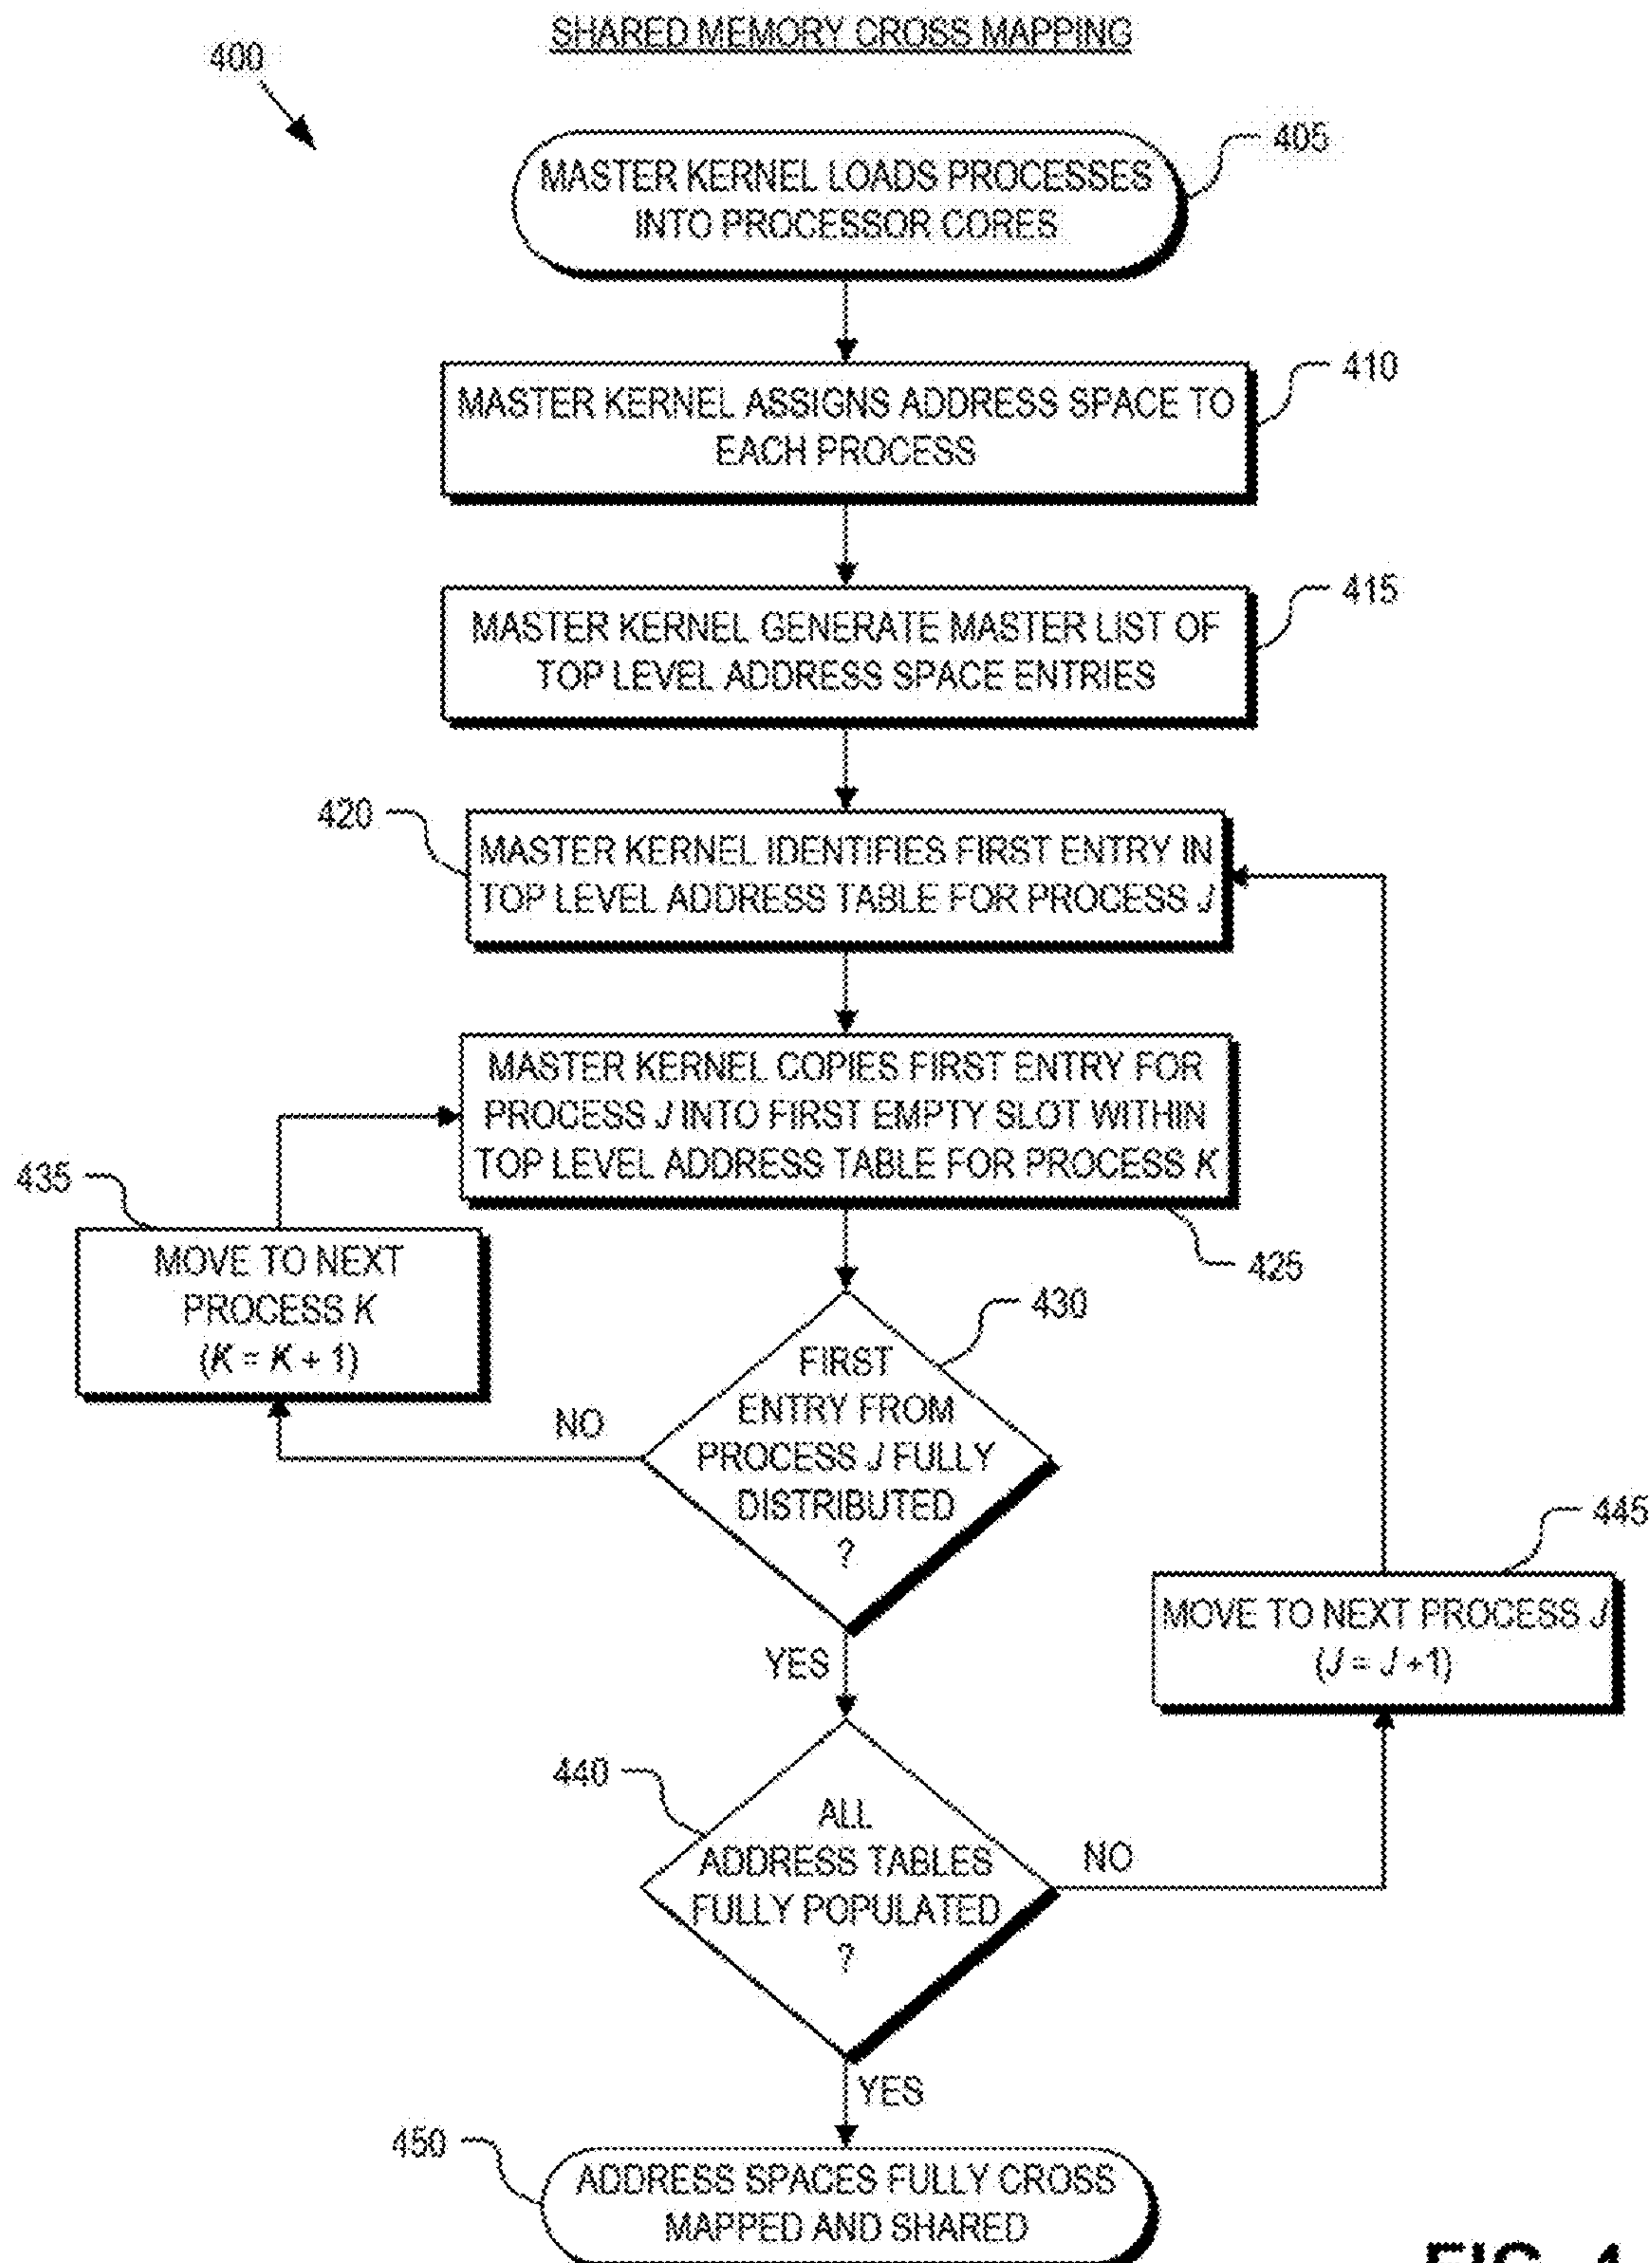 SHARED MEMORY CROSS MAPPING
400
MASTER KERNEL LOADS PROCESSES
INTO PROCESSOR CORES
405
MASTER KERNEL ASSIGNS ADDRESS SPACE TO
EACH PROCESS
410
MASTER KERNEL GENERATE MASTER LIST OF
TOP LEVEL ADDRESS SPACE ENTRIES
415
420
MASTER KERNEL IDENTIFIES FIRST ENTRY IN
TOP LEVEL ADDRESS TABLE FOR PROCESS J
MASTER KERNEL COPIES FIRST ENTRY FOR
PROCESS J INTO FIRST EMPTY SLOT WITHIN
TOP LEVEL ADDRESS TABLE FOR PROCESS K
425
435
MOVE TO NEXT
PROCESS K
(K = K + 1)
430
FIRST
ENTRY FROM
PROCESS J FULLY
DISTRIBUTED
?
NO
YES
445
MOVE TO NEXT PROCESS J
(J = J +1)
440
ALL
ADDRESS TABLES
FULLY POPULATED
?
NO
YES
450
ADDRESS SPACES FULLY CROSS
MAPPED AND SHARED
FIG. 4